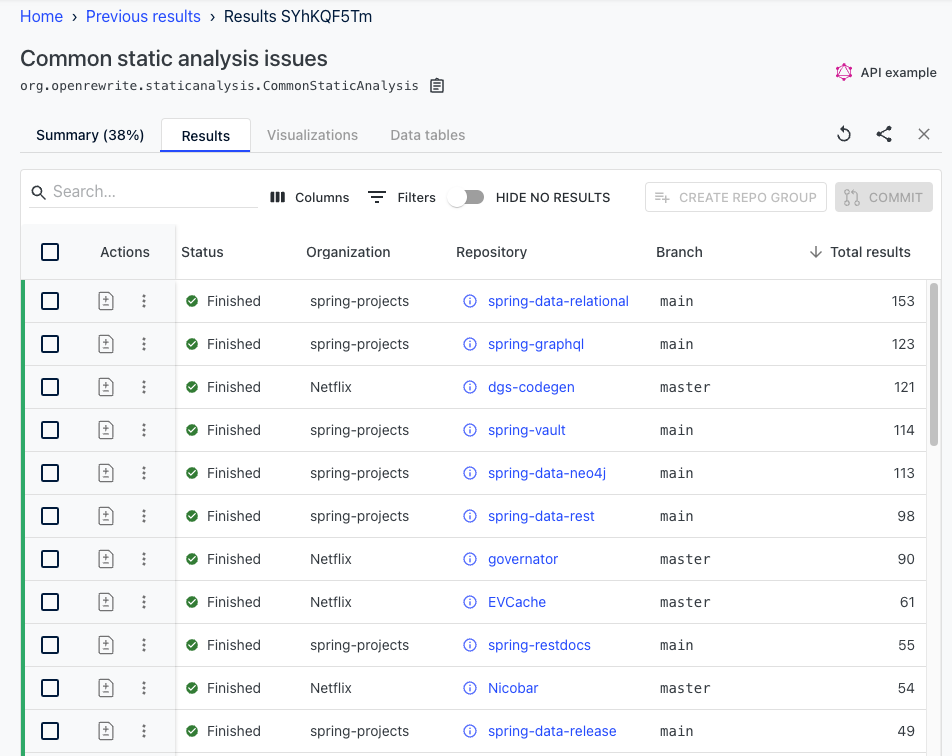 Home › Previous results › Results SYhKQF5Tm
Common static analysis issues
org.openrewrite.staticanalysis.CommonStaticAnalysis
API example
Summary (38%) Results Visualizations Data tables
Search... Columns Filters HIDE NO RESULTS CREATE REPO GROUP COMMIT
Actions Status Organization Repository Branch Total results
Finished spring-projects spring-data-relational main 153
Finished spring-projects spring-graphql main 123
Finished Netflix dgs-codegen master 121
Finished spring-projects spring-vault main 114
Finished spring-projects spring-data-neo4j main 113
Finished spring-projects spring-data-rest main 98
Finished Netflix governator master 90
Finished Netflix EVCache master 61
Finished spring-projects spring-restdocs main 55
Finished Netflix Nicobar master 54
Finished spring-projects spring-data-release main 49